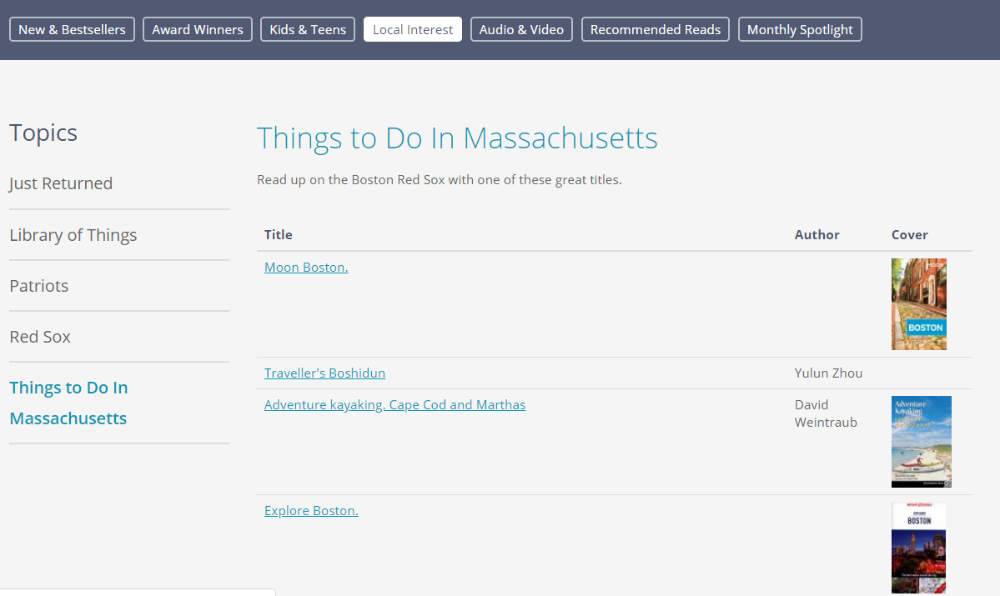 New & Bestsellers
Award Winners
Kids & Teens
Local Interest
Audio & Video
Recommended Reads
Monthly Spotlight
Topics
Just Returned
Library of Things
Patriots
Red Sox
Things to Do In
Massachusetts
Things to Do In Massachusetts
Read up on the Boston Red Sox with one of these great titles.
Title
Author
Cover
Moon Boston.
MOON
BOSTON
Traveller's Boshidun
Yulun Zhou
Adventure kayaking. Cape Cod and Marthas
David
Weintraub
Adventure
Kayaking
Explore Boston.
EXPLORE
BOSTON